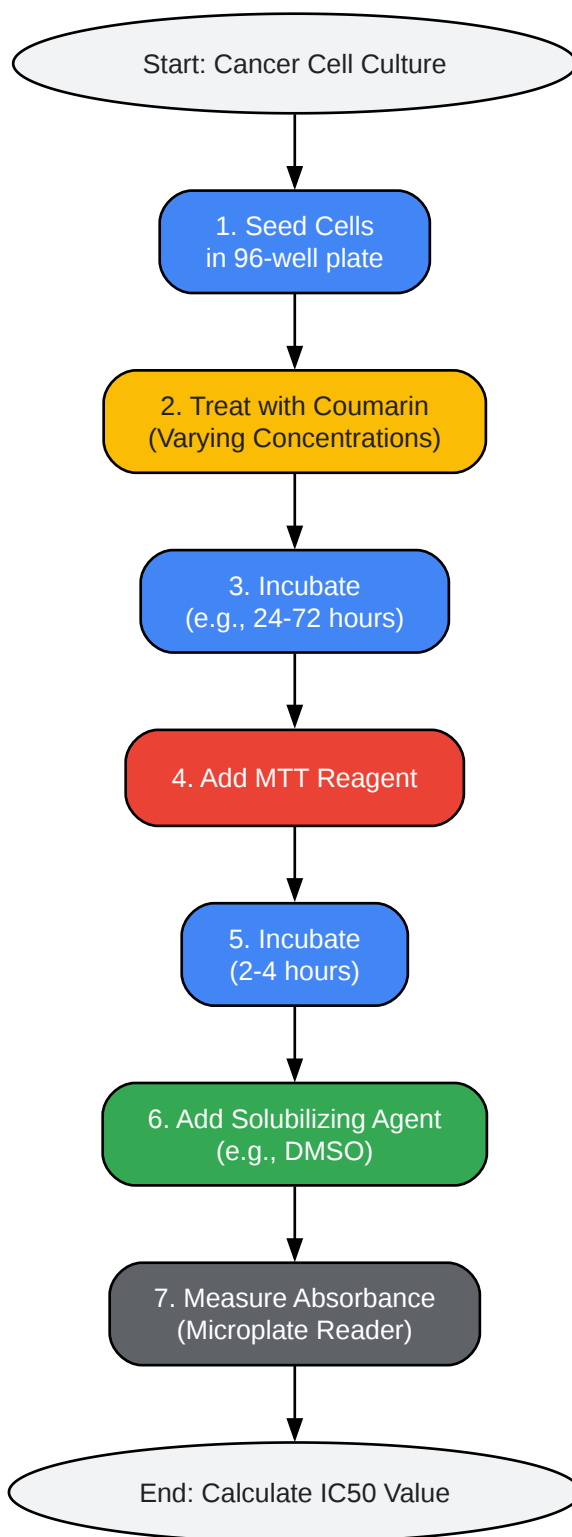 Start: Cancer Cell Culture
1. Seed Cells
in 96-well plate
2. Treat with Coumarin
(Varying Concentrations)
3. Incubate
(e.g., 24-72 hours)
4. Add MTT Reagent
5. Incubate
(2-4 hours)
6. Add Solubilizing Agent
(e.g., DMSO)
7. Measure Absorbance
(Microplate Reader)
End: Calculate IC50 Value